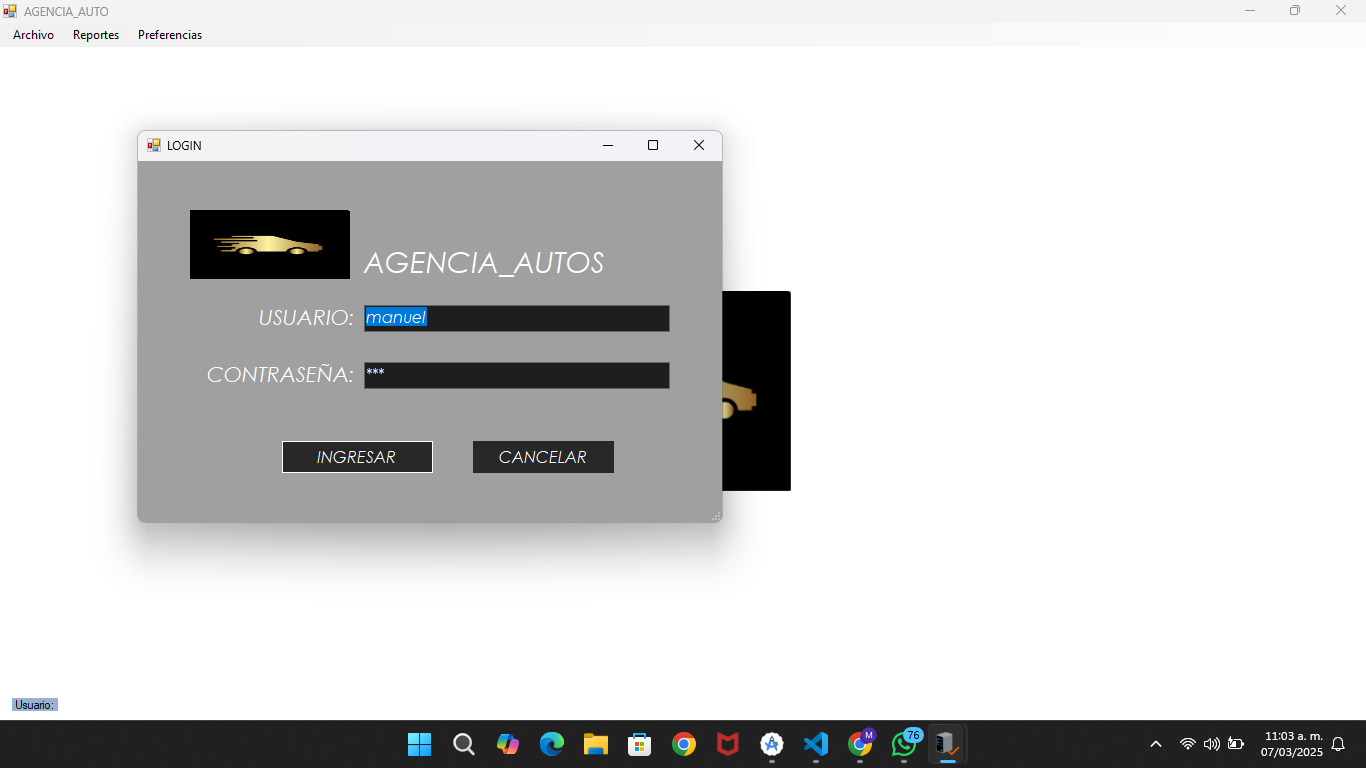 AGENCIA_AUTO
Archivo Reportes Preferencias
LOGIN
AGENCIA_AUTOS
USUARIO: manuel
CONTRASEÑA: ***
INGRESAR CANCELAR
Usuario:
M
76
11:03 a. m.
07/03/2025